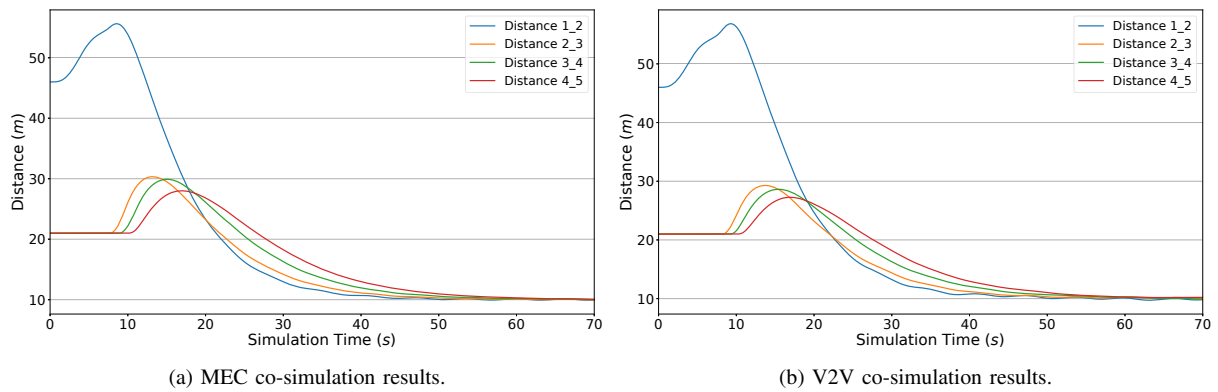 Distance 1_2
Distance 2_3
Distance 3_4
Distance 4_5
50
40
30
20
10
Distance (m)
0 10 20 30 40 50 60 70
Simulation Time (s)
(a) MEC co-simulation results.
Distance 1_2
Distance 2_3
Distance 3_4
Distance 4_5
50
40
30
20
10
Distance (m)
0 10 20 30 40 50 60 70
Simulation Time (s)
(b) V2V co-simulation results.